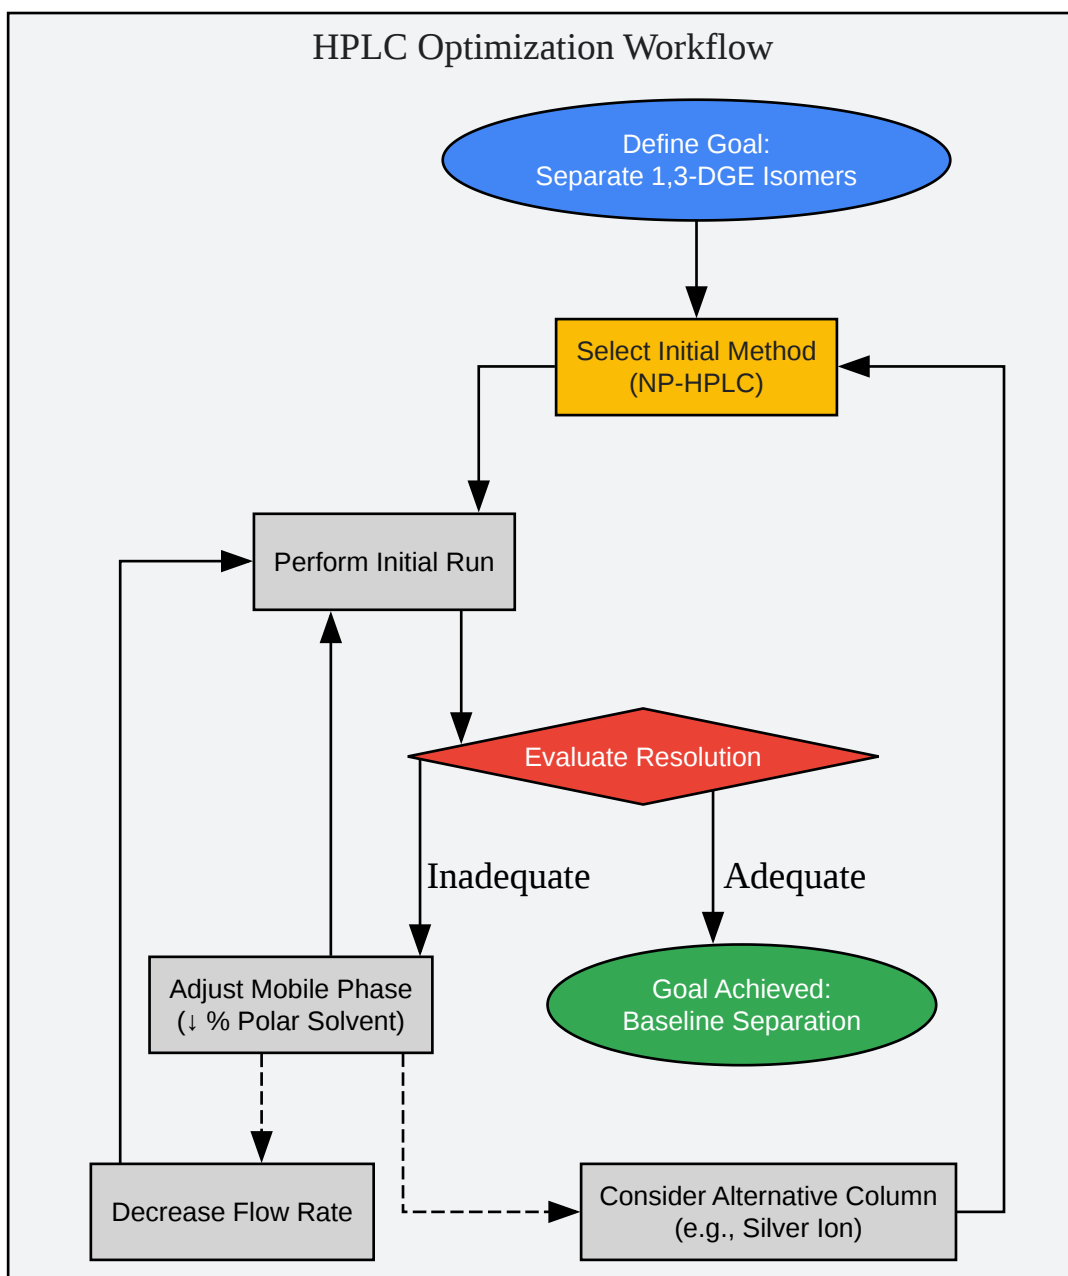 HPLC Optimization Workflow
Define Goal:
Separate 1,3-DGE Isomers
Select Initial Method
(NP-HPLC)
Perform Initial Run
Evaluate Resolution
Inadequate
Adequate
Adjust Mobile Phase
(↓ % Polar Solvent)
Goal Achieved:
Baseline Separation
Decrease Flow Rate
Consider Alternative Column
(e.g., Silver Ion)